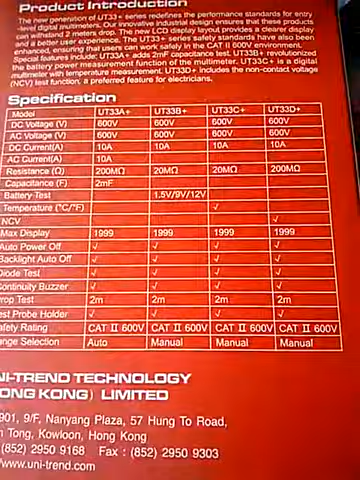 Product Introduction
The new generation of UT33+ series redefines the performance standards for entry
-level digital multimeters. Our innovative industrial design ensures that these products
can withstand 2 meters drop. The new LCD display layout provides a clearer display
and a better user experience. The UT33+ series safety standards have also been
enhanced, ensuring that users can work safely in the CAT II 600V environment.
Special features include: UT33A+ adds 2mF capacitance test. UT33B+ revolutionized
the battery power measurement function of the multimeter. UT33C+ is a digital
multimeter with temperature measurement. UT33D+ includes the non-contact voltage
(NCV) test function, a preferred feature for electricians.
Specification
Model UT33A+ UT33B+ UT33C+ UT33D+
DC Voltage (V) 600V 600V 600V 600V
AC Voltage (V) 600V 600V 600V 600V
DC Current(A) 10A 10A 10A 10A
AC Current(A) 10A
Resistance (Ω) 200MΩ 20MΩ 20MΩ 200MΩ
Capacitance (F) 2mF
Battery Test 1.5V/9V/12V
Temperature (°C/°F) √
NCV √
Max Display 1999 1999 1999 1999
Auto Power Off √ √ √ √
Backlight Auto Off √ √ √ √
Diode Test √ √ √ √
Continuity Buzzer √ √ √ √
rop Test 2m 2m 2m 2m
est Probe Holder √ √ √ √
afety Rating CAT II 600V CAT II 600V CAT II 600V CAT II 600V
ange Selection Auto Manual Manual Manual
NI-TREND TECHNOLOGY
ONG KONG) LIMITED
901, 9/F, Nanyang Plaza, 57 Hung To Road,
n Tong, Kowloon, Hong Kong
(852) 2950 9168 Fax : (852) 2950 9303
/www.uni-trend.com